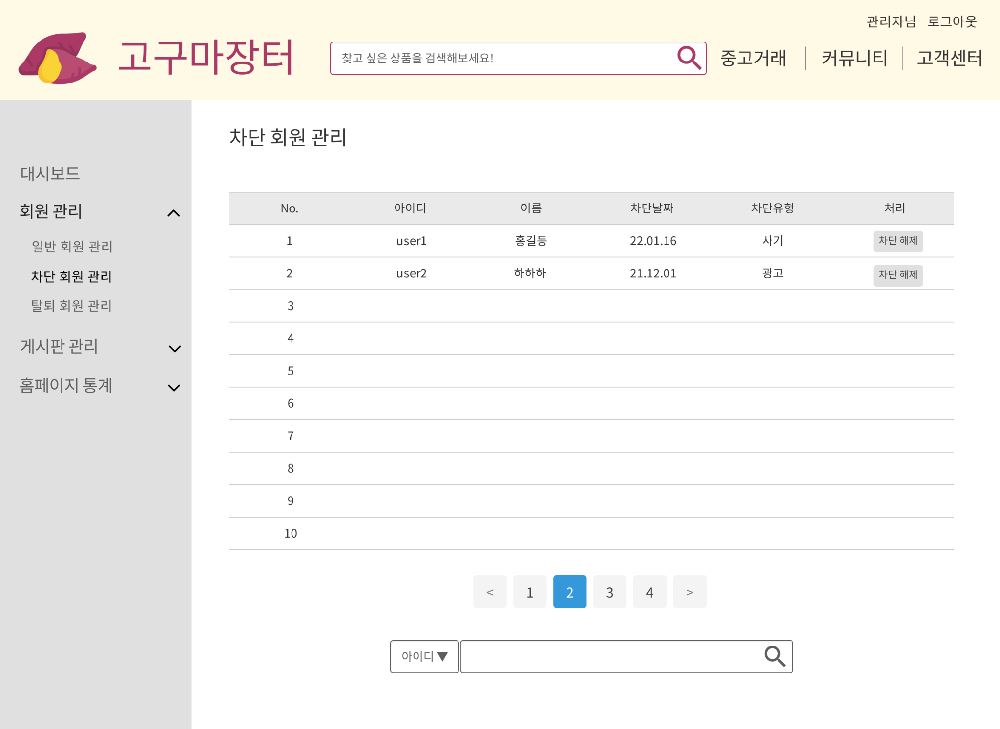 관리자님 로그아웃
고구마장터
찾고 싶은 상품을 검색해보세요!
중고거래 커뮤니티 고객센터
대시보드
회원 관리
일반 회원 관리
차단 회원 관리
탈퇴 회원 관리
게시판 관리
홈페이지 통계
차단 회원 관리
No. 아이디 이름 차단날짜 차단유형 처리
1 user1 홍길동 22.01.16 사기 차단 해제
2 user2 하하하 21.12.01 광고 차단 해제
3
4
5
6
7
8
9
10
< 1 2 3 4 >
아이디 ▼